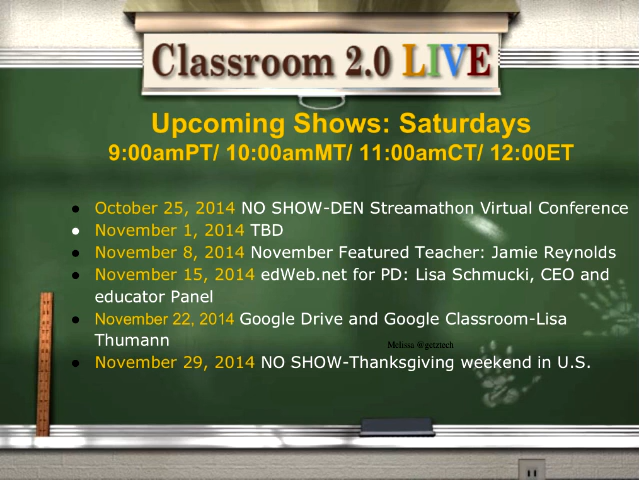 Classroom 2.0 LIVE
Upcoming Shows: Saturdays
9:00amPT/ 10:00amMT/ 11:00amCT/ 12:00ET
● October 25, 2014 NO SHOW-DEN Streamathon Virtual Conference
● November 1, 2014 TBD
● November 8, 2014 November Featured Teacher: Jamie Reynolds
● November 15, 2014 edWeb.net for PD: Lisa Schmucki, CEO and
educator Panel
● November 22, 2014 Google Drive and Google Classroom-Lisa
Thumann
Melissa @getztech
● November 29, 2014 NO SHOW-Thanksgiving weekend in U.S.